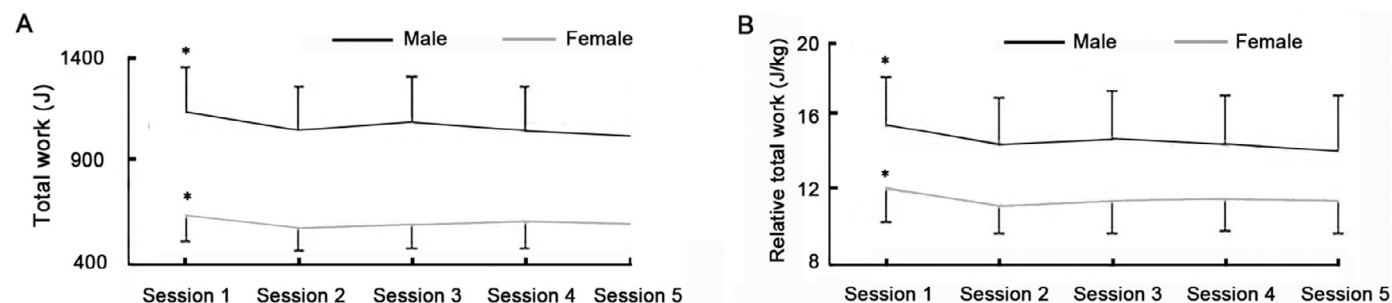 A
Male
Female
*
*
1400
900
400
Total work (J)
Session 1
Session 2
Session 3
Session 4
Session 5
B
Male
Female
*
*
20
16
12
8
Relative total work (J/kg)
Session 1
Session 2
Session 3
Session 4
Session 5